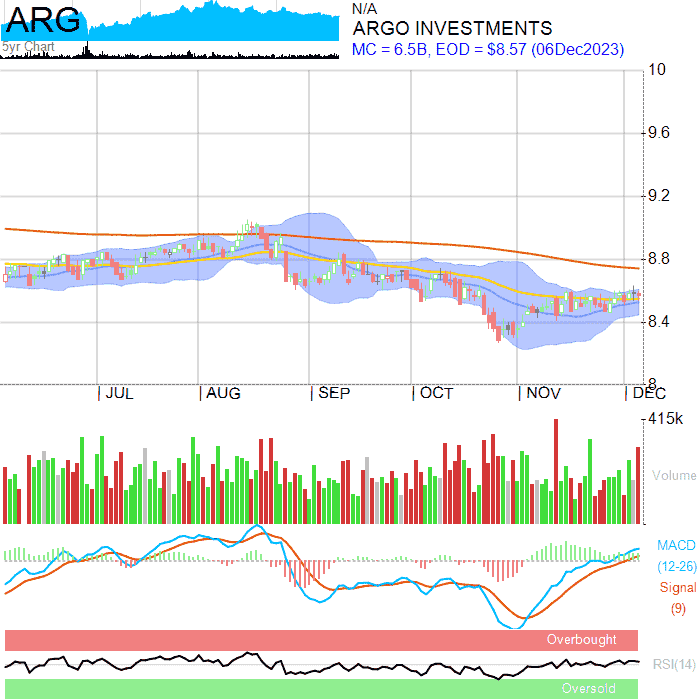 ARG
5yr Chart
N/A
ARGO INVESTMENTS
MC = 6.5B, EOD = $8.57 (06Dec2023)
10
9.6
9.2
8.8
8.4
8
JUL AUG SEP OCT NOV DEC
415k
Volume
MACD
(12-26)
Signal
(9)
Overbought
RSI(14)
Oversold